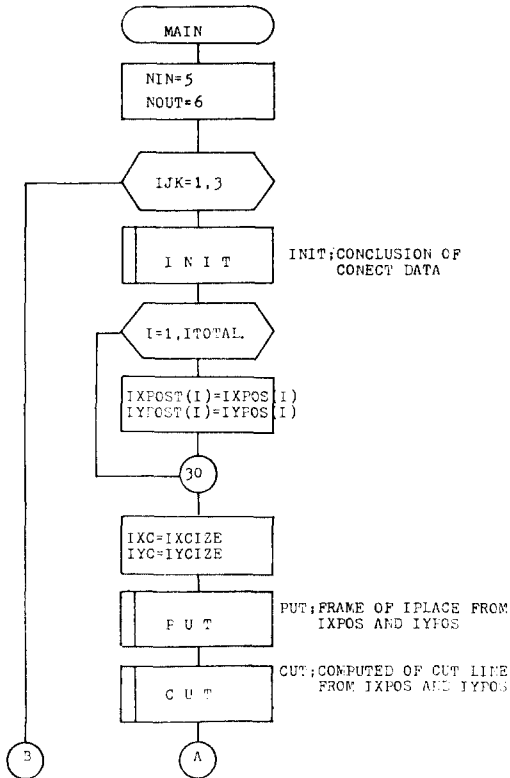 MAIN
NIN=5
NOUT=6
IJK=1,3
I N I T
INIT;CONCLUSION OF
CONECT DATA
I=1,ITOTAL.
IXPOST(I)=IXPOS(I)
IYPOST(I)=IYPOS(I)
30
IXC=IXCIZE
IYC=IYCIZE
P U T
PUT;FRAME OF IPLACE FROM
IXPOS AND IYPOS
C U T
CUT;COMPUTED OF CUT LINE
FROM IXPOS AND IYPOS
B
A